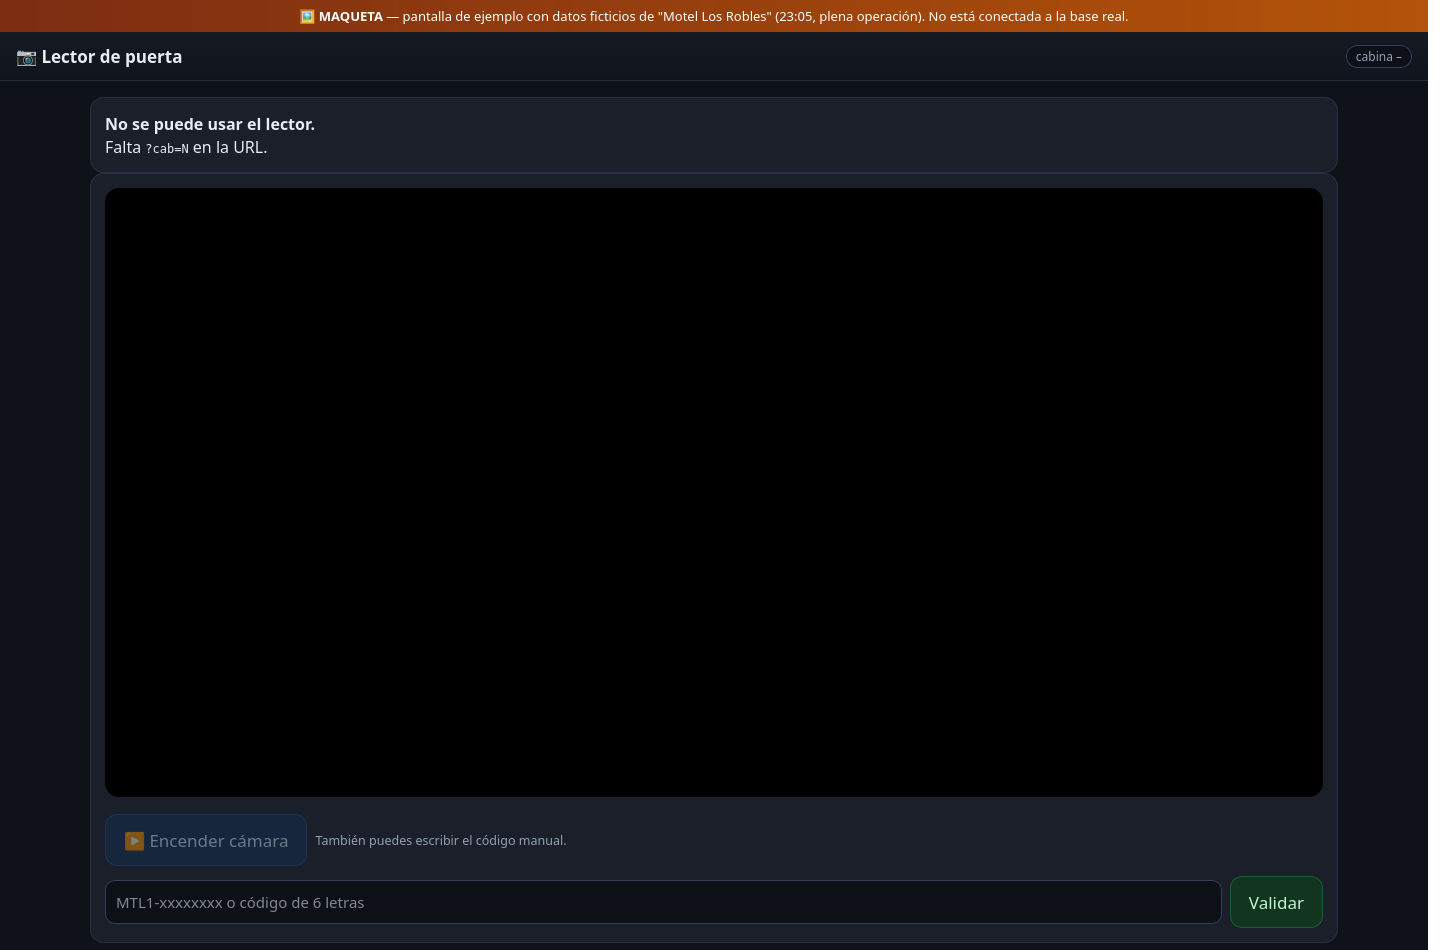 🖼️ MAQUETA — pantalla de ejemplo con datos ficticios de "Motel Los Robles" (23:05, plena operación). No está conectada a la base real.
📷 Lector de puerta
cabina –
No se puede usar el lector.
Falta ?cab=N en la URL.
▶️ Encender cámara
También puedes escribir el código manual.
MTL1-xxxxxxxx o código de 6 letras
Validar